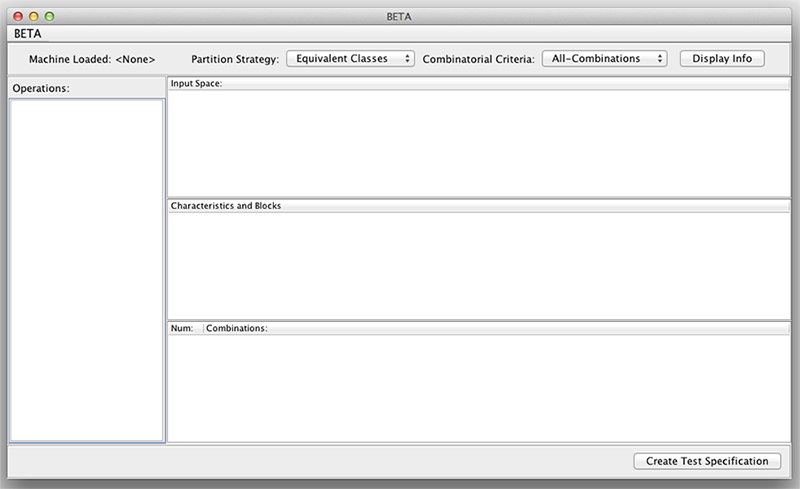 BETA
BETA
Machine Loaded: <None> Partition Strategy: Equivalent Classes Combinatorial Criteria: All-Combinations Display Info
Operations:
Input Space:
Characteristics and Blocks
Num: Combinations:
Create Test Specification